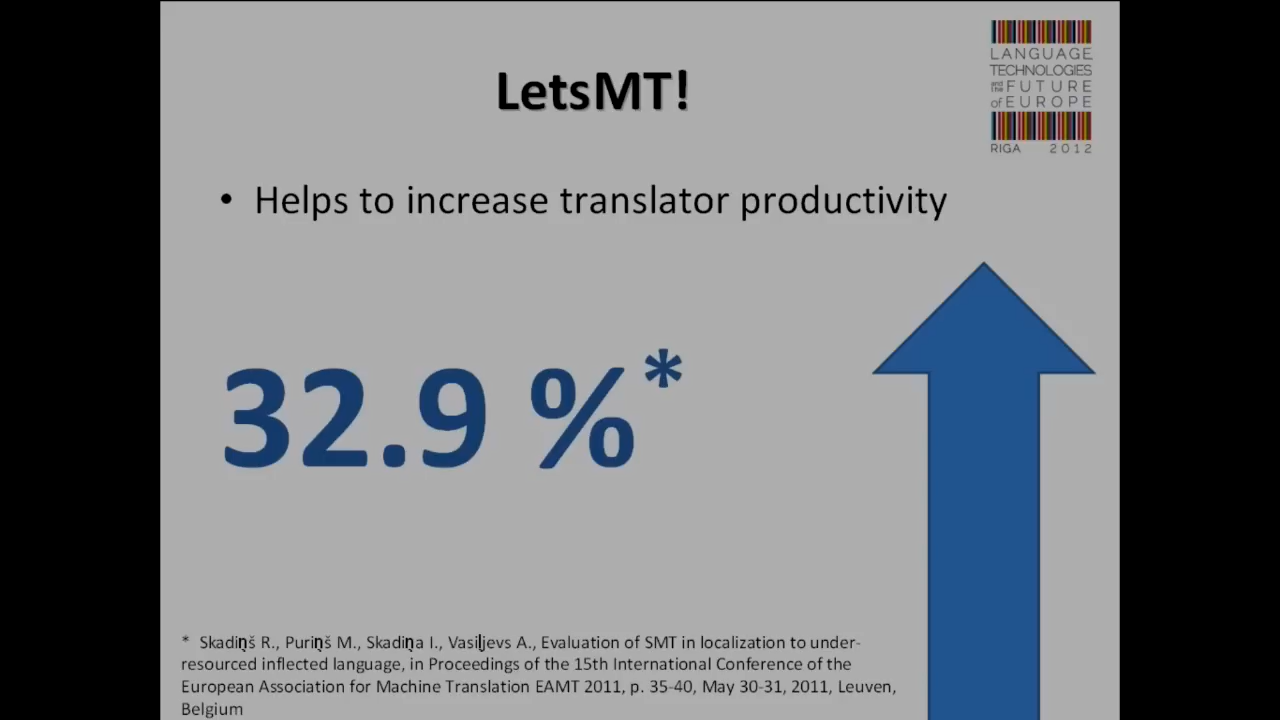 LANGUAGE
TECHNOLOGIES
and the FUTURE
of EUROPE
RIGA 2012
LetsMT!
• Helps to increase translator productivity
32.9 %*
* Skadiņš R., Puriņš M., Skadiņa I., Vasiļjevs A., Evaluation of SMT in localization to under-
resourced inflected language, in Proceedings of the 15th International Conference of the
European Association for Machine Translation EAMT 2011, p. 35-40, May 30-31, 2011, Leuven,
Belgium